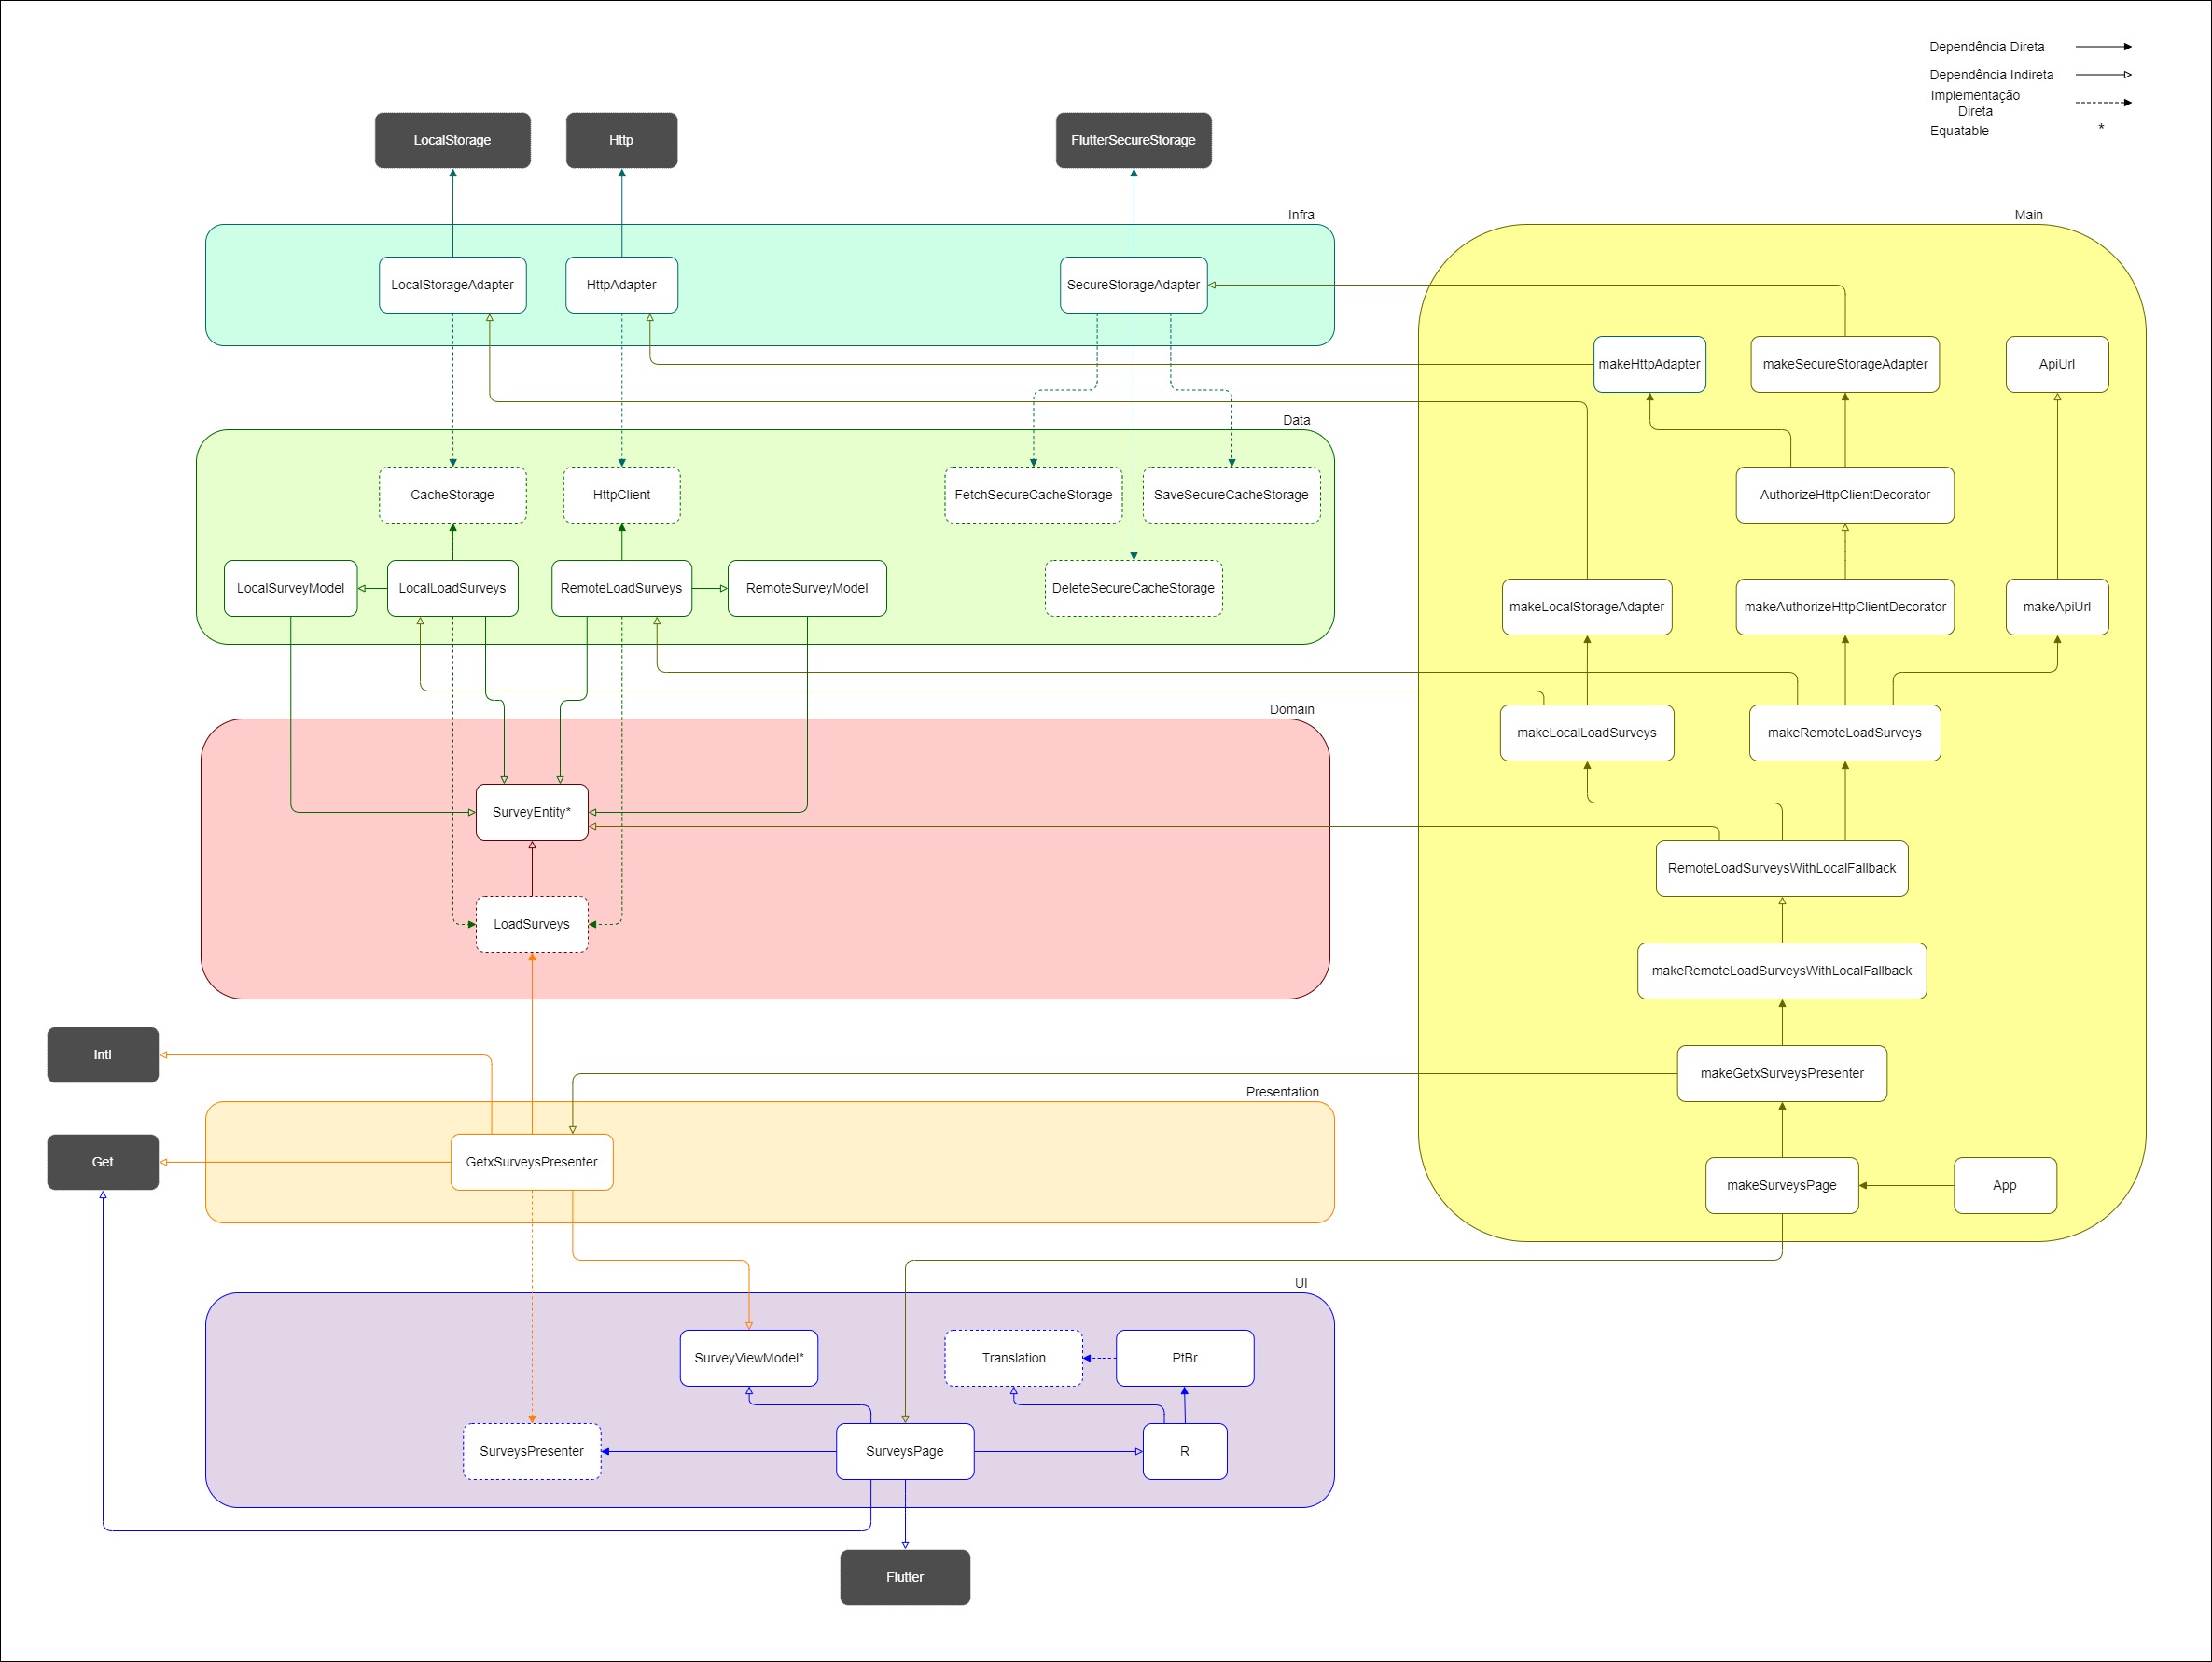 Dependência Direta
Dependência Indireta
Implementação
Direta
Equatable *
LocalStorage
Http
FlutterSecureStorage
Infra
Main
LocalStorageAdapter
HttpAdapter
SecureStorageAdapter
makeHttpAdapter
makeSecureStorageAdapter
ApiUrl
Data
CacheStorage
HttpClient
FetchSecureCacheStorage
SaveSecureCacheStorage
AuthorizeHttpClientDecorator
LocalSurveyModel
LocalLoadSurveys
RemoteLoadSurveys
RemoteSurveyModel
DeleteSecureCacheStorage
makeLocalStorageAdapter
makeAuthorizeHttpClientDecorator
makeApiUrl
Domain
makeLocalLoadSurveys
makeRemoteLoadSurveys
SurveyEntity*
RemoteLoadSurveysWithLocalFallback
LoadSurveys
makeRemoteLoadSurveysWithLocalFallback
Intl
makeGetxSurveysPresenter
Presentation
Get
GetxSurveysPresenter
makeSurveysPage
App
UI
SurveyViewModel*
Translation
PtBr
SurveysPresenter
SurveysPage
R
Flutter